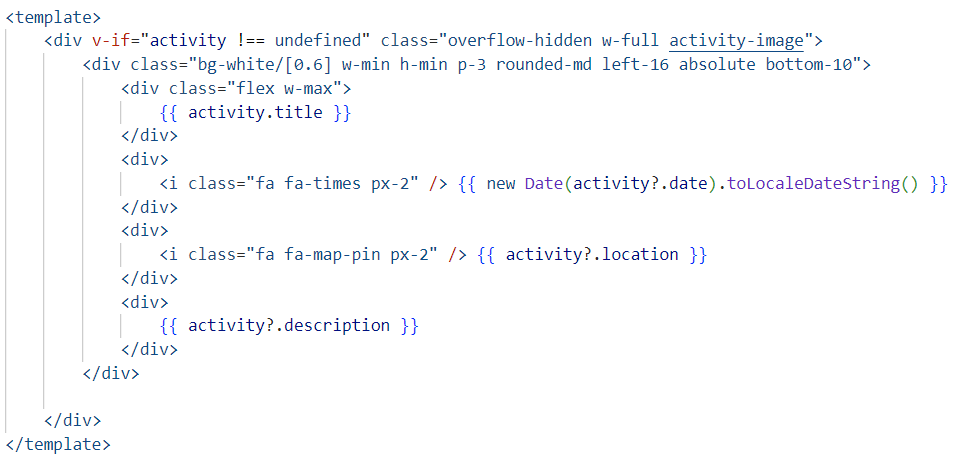 <template>
<div v-if="activity !== undefined" class="overflow-hidden w-full activity-image">
<div class="bg-white/[0.6] w-min h-min p-3 rounded-md left-16 absolute bottom-10">
<div class="flex w-max">
{{ activity.title }}
</div>
<div>
<i class="fa fa-times px-2" /> {{ new Date(activity?.date).toLocaleDateString() }}
</div>
<div>
<i class="fa fa-map-pin px-2" /> {{ activity?.location }}
</div>
<div>
{{ activity?.description }}
</div>
</div>
</div>
</template>